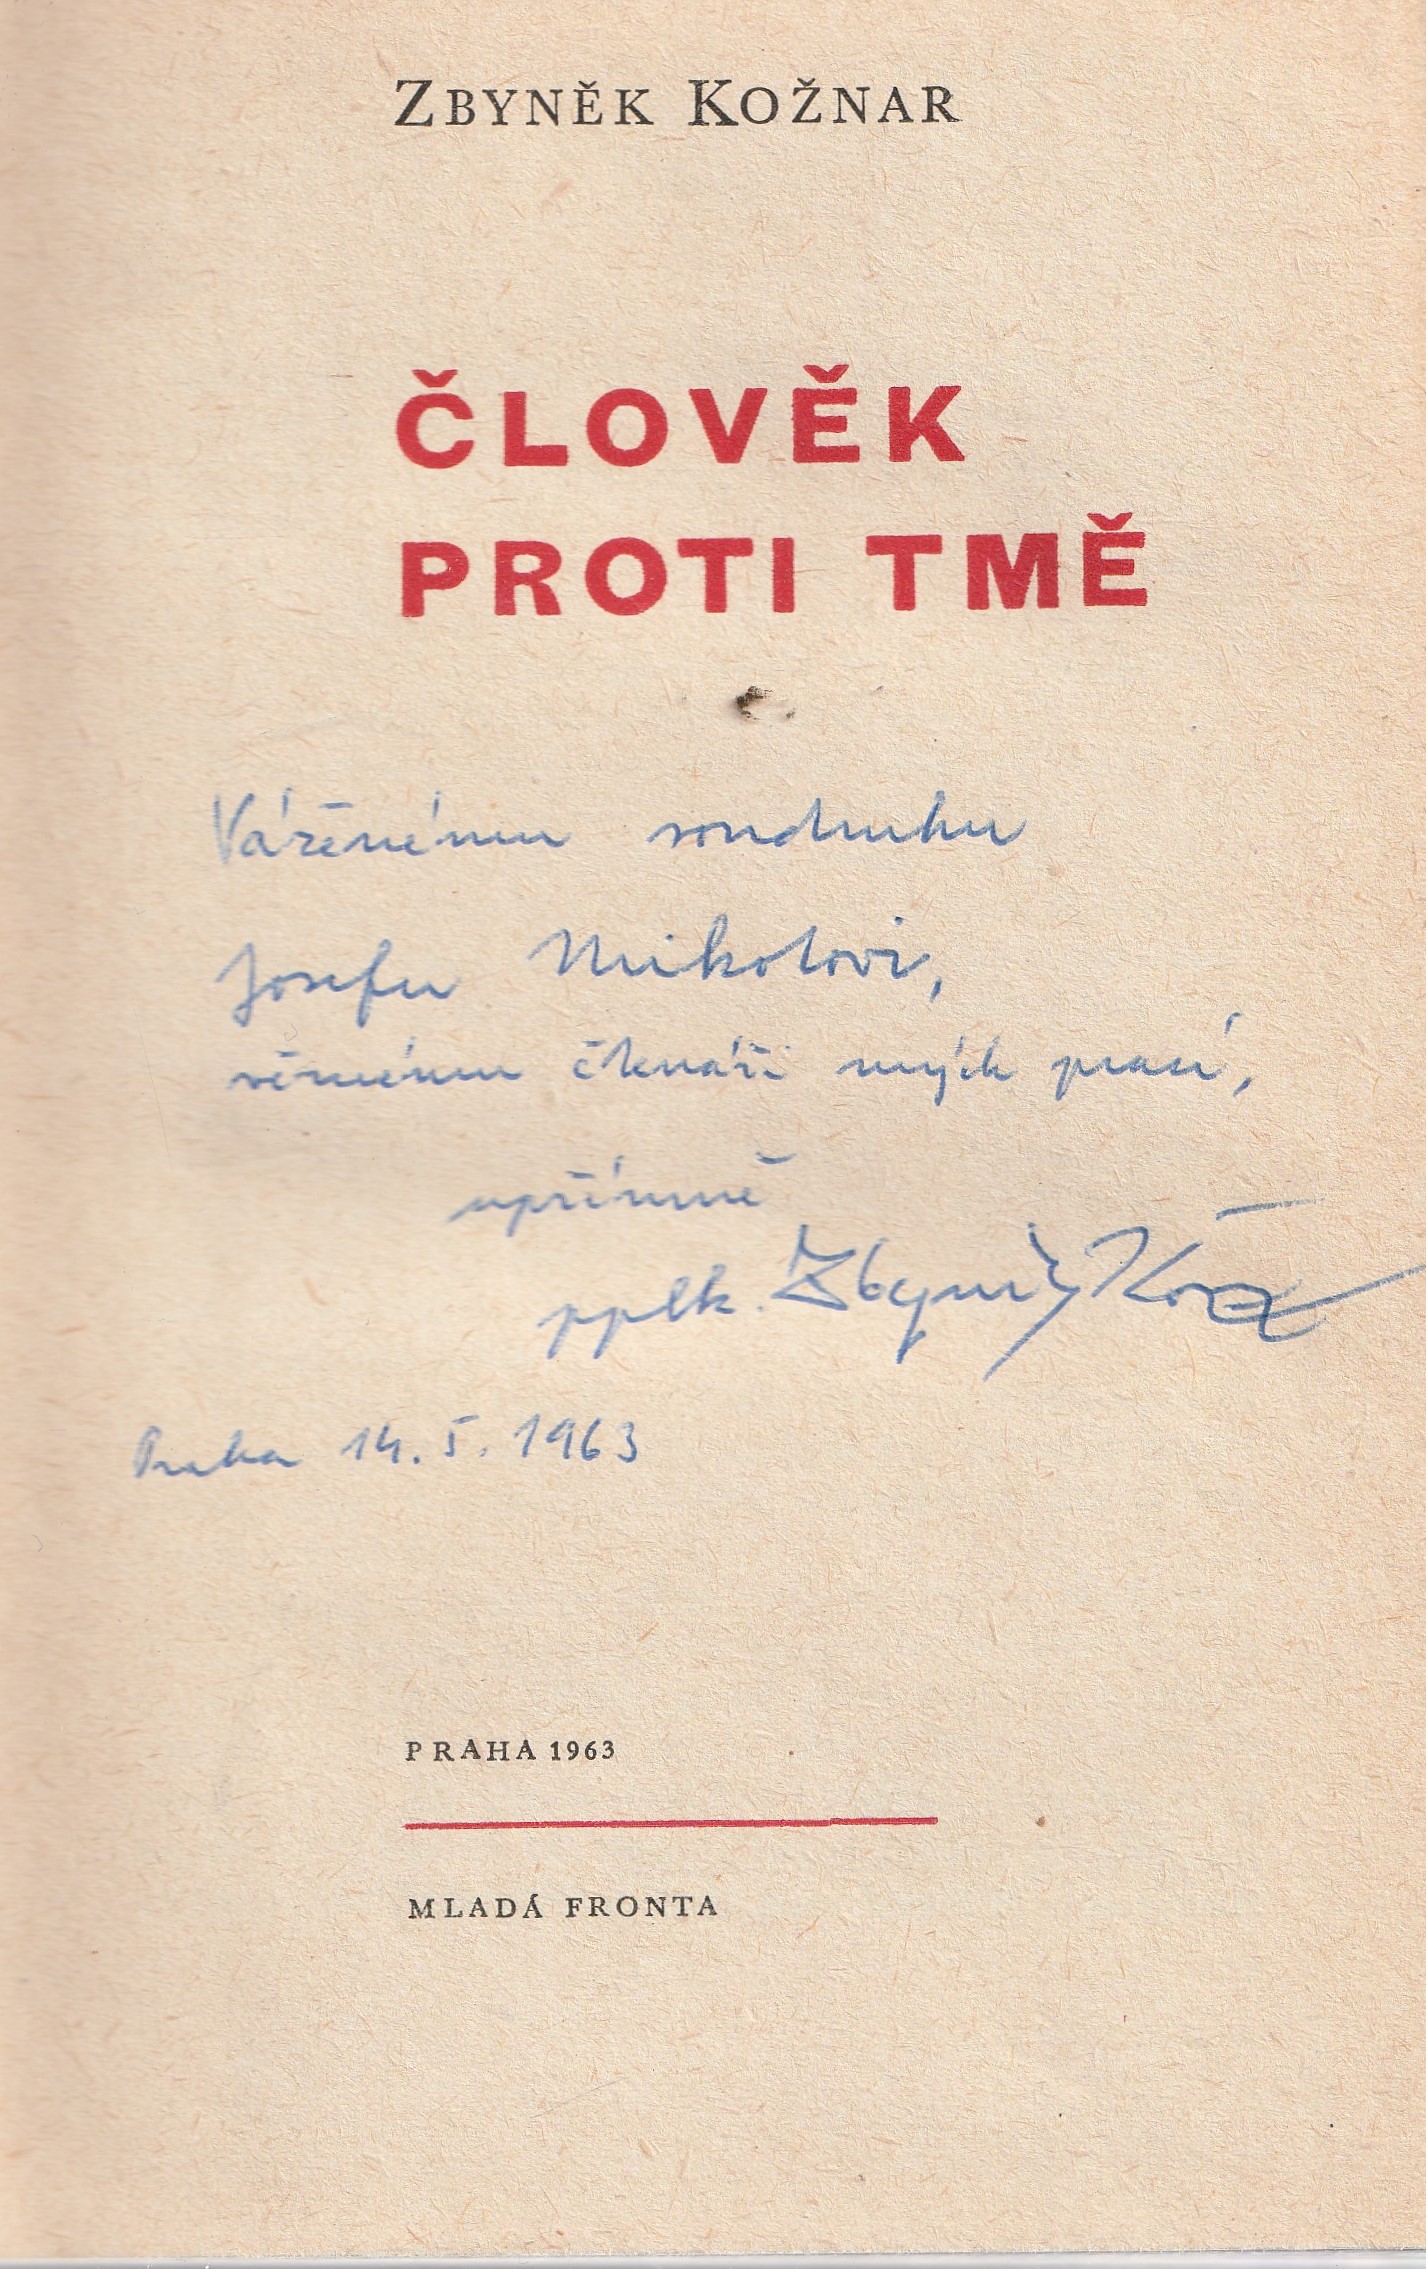 ZBYNĚK KOŽNAR
ČLOVĚK
PROTI TMĚ
Váženému soudruhu
Josefu Mikolovi,
věrnému čtenáři mých prací,
upřímně
pplk. Zbyněk
Praha 14. 5. 1963
PRAHA 1963
MLADÁ FRONTA